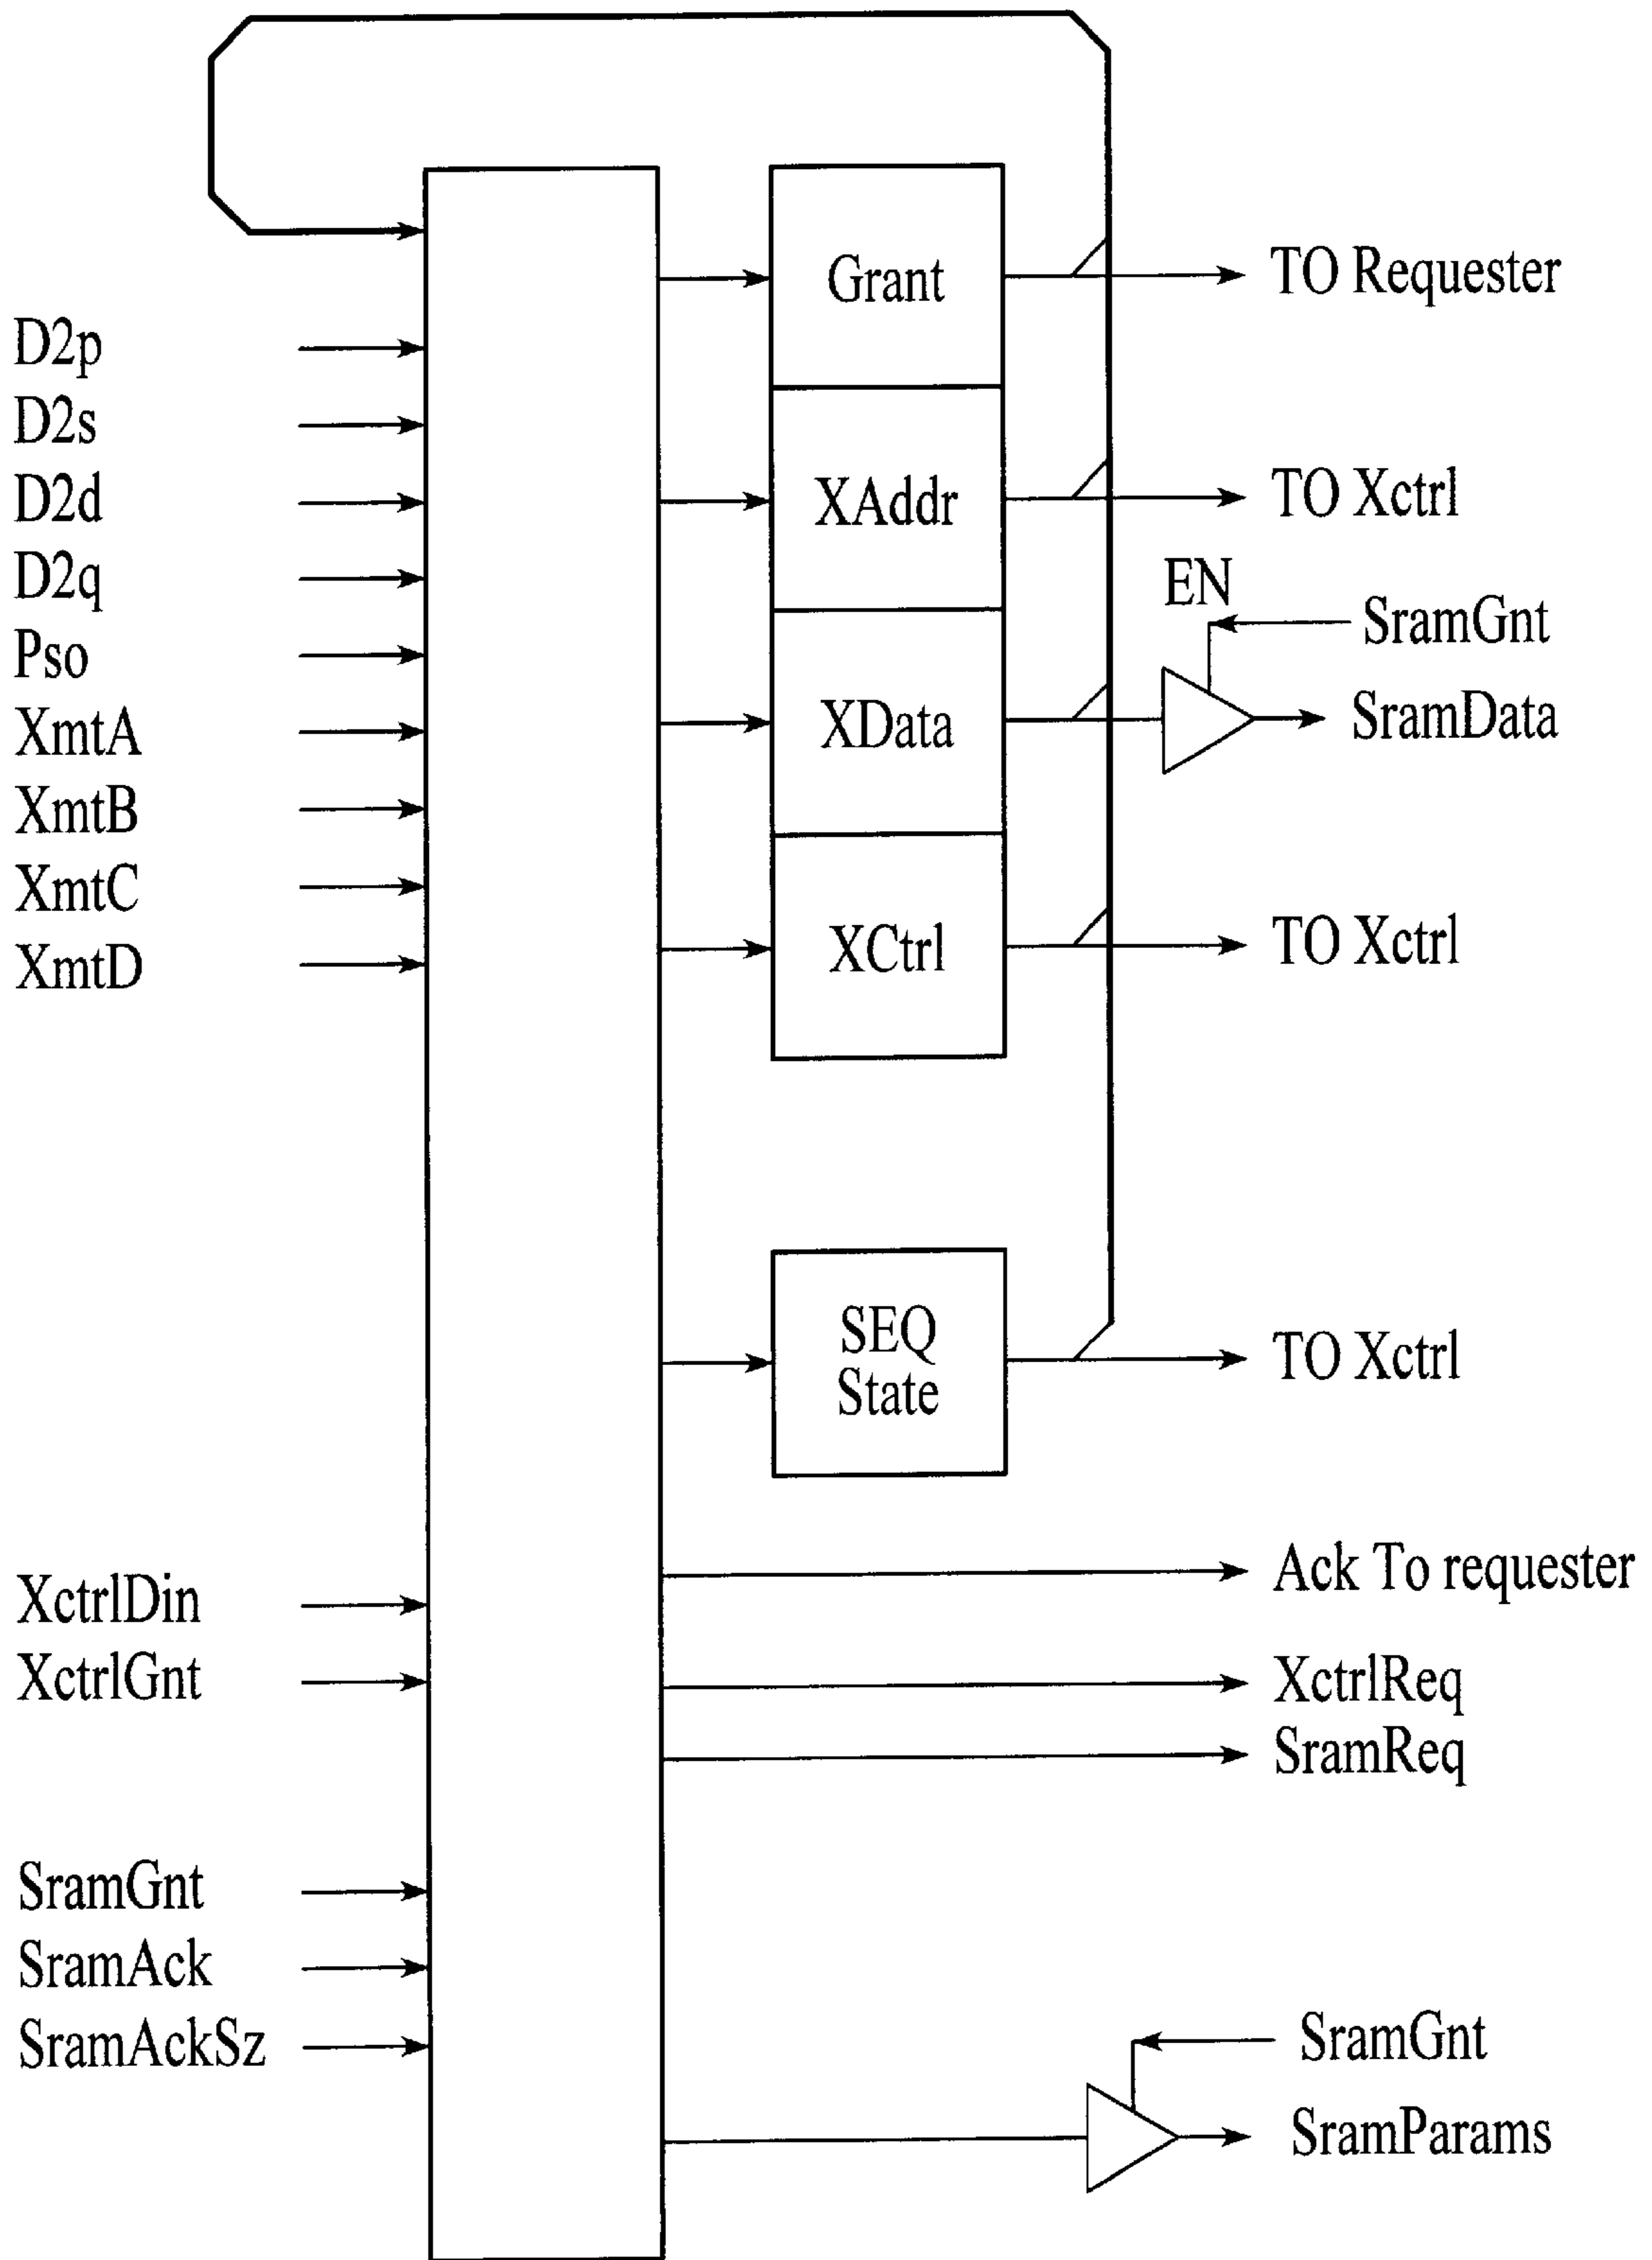 D2p
D2s
D2d
D2q
Pso
XmtA
XmtB
XmtC
XmtD
XctrlDin
XctrlGnt
SramGnt
SramAck
SramAckSz
Grant
XAddr
XData
XCtrl
SEQ
State
TO Requester
TO Xctrl
EN
SramGnt
SramData
TO Xctrl
TO Xctrl
Ack To requester
XctrlReq
SramReq
SramGnt
SramParams